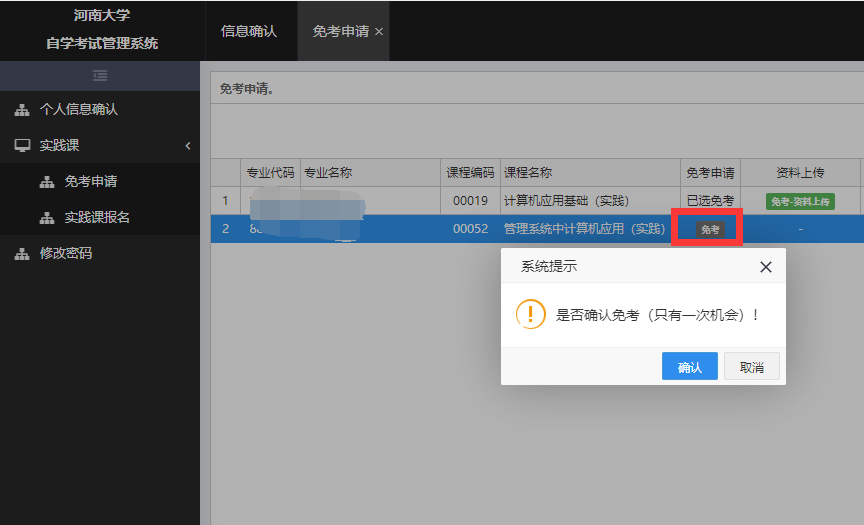 河南大学
自学考试管理系统
信息确认
免考申请 ×
个人信息确认
实践课
免考申请
实践课报名
修改密码
免考申请。
专业代码 专业名称 课程编码 课程名称 免考申请 资料上传
1 00019 计算机应用基础（实践） 已选免考 免考-资料上传
2 00052 管理系统中计算机应用（实践） 免考 -
系统提示
是否确认免考（只有一次机会）！
确认 取消